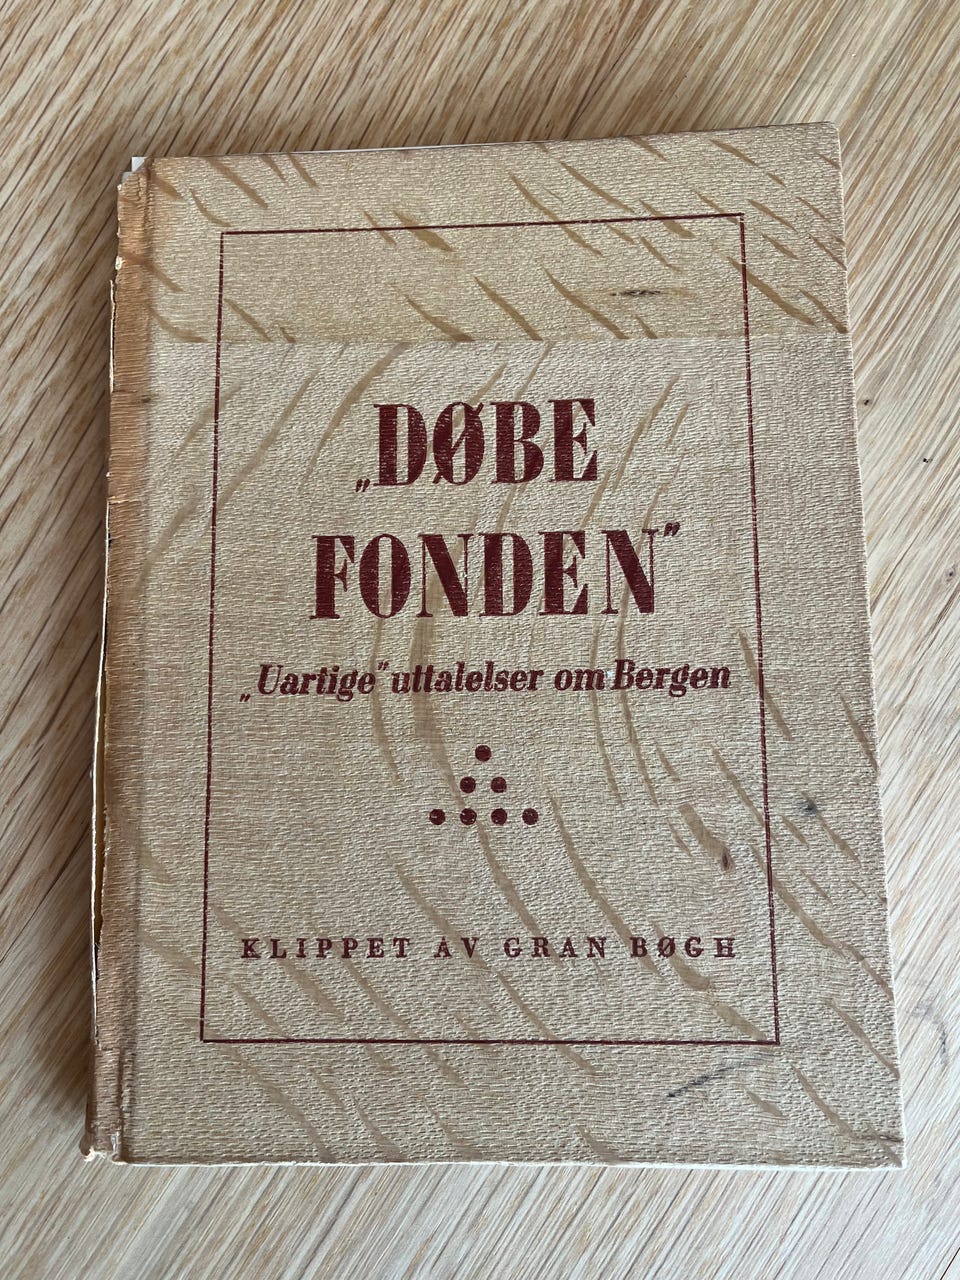 „DØBE
FONDEN”
„Uartige” uttalelser om Bergen
KLIPPET AV GRAN BØGH